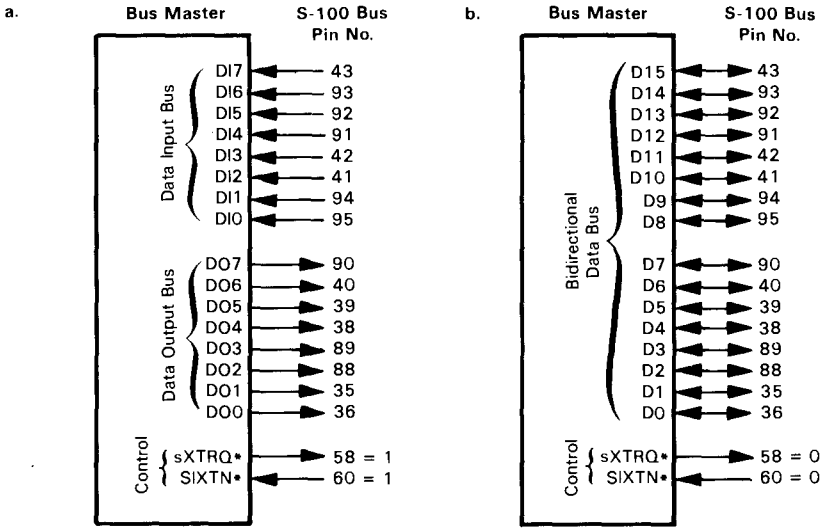 a.
Bus Master
S-100 Bus
Pin No.
Data Input Bus
DI7 43
DI6 93
DI5 92
DI4 91
DI3 42
DI2 41
DI1 94
DI0 95
Data Output Bus
DO7 90
DO6 40
DO5 39
DO4 38
DO3 89
DO2 88
DO1 35
DO0 36
Control
sXTRQ* 58 = 1
SIXTN* 60 = 1
b.
Bus Master
S-100 Bus
Pin No.
Bidirectional
Data Bus
D15 43
D14 93
D13 92
D12 91
D11 42
D10 41
D9 94
D8 95
D7 90
D6 40
D5 39
D4 38
D3 89
D2 88
D1 35
D0 36
Control
sXTRQ* 58 = 0
SIXTN* 60 = 0